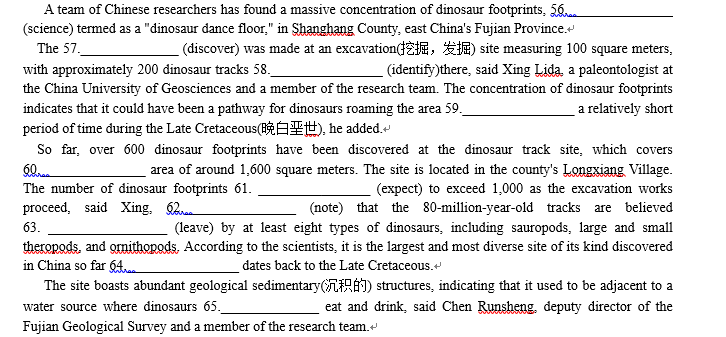 A team of Chinese researchers has found a massive concentration of dinosaur footprints, 56.________________
(science) termed as a "dinosaur dance floor," in Shanghang County, east China's Fujian Province.
The 57.________________ (discover) was made at an excavation(挖掘，发掘) site measuring 100 square meters,
with approximately 200 dinosaur tracks 58.__________________ (identify)there, said Xing Lida, a paleontologist at
the China University of Geosciences and a member of the research team. The concentration of dinosaur footprints
indicates that it could have been a pathway for dinosaurs roaming the area 59.__________________ a relatively short
period of time during the Late Cretaceous(晚白垩世), he added.
So far, over 600 dinosaur footprints have been discovered at the dinosaur track site, which covers
60.________________ area of around 1,600 square meters. The site is located in the county's Longxiang Village.
The number of dinosaur footprints 61. __________________ (expect) to exceed 1,000 as the excavation works
proceed, said Xing, 62.__________________ (note) that the 80-million-year-old tracks are believed
63. __________________ (leave) by at least eight types of dinosaurs, including sauropods, large and small
theropods, and ornithopods. According to the scientists, it is the largest and most diverse site of its kind discovered
in China so far 64.__________________ dates back to the Late Cretaceous.
The site boasts abundant geological sedimentary(沉积的) structures, indicating that it used to be adjacent to a
water source where dinosaurs 65.________________ eat and drink, said Chen Runsheng, deputy director of the
Fujian Geological Survey and a member of the research team.